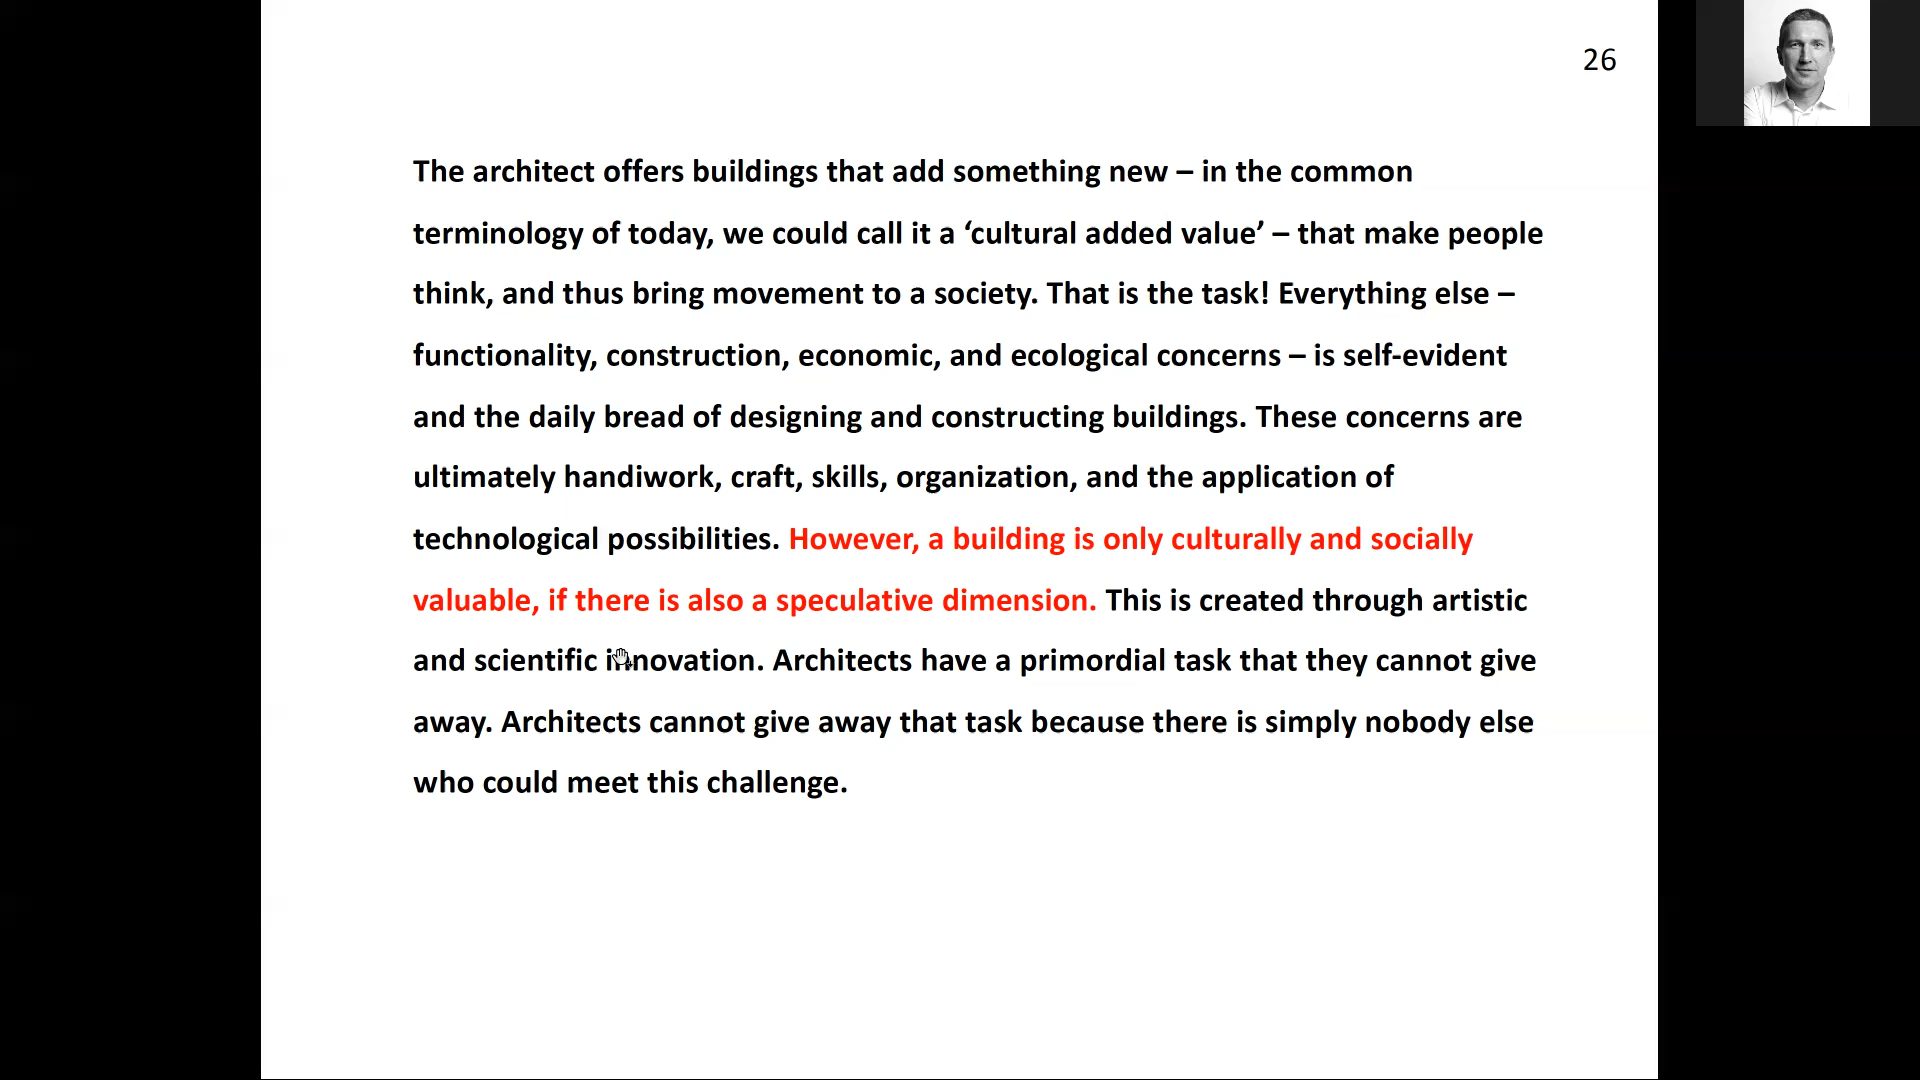 26
The architect offers buildings that add something new – in the common
terminology of today, we could call it a ‘cultural added value’ – that make people
think, and thus bring movement to a society. That is the task! Everything else –
functionality, construction, economic, and ecological concerns – is self-evident
and the daily bread of designing and constructing buildings. These concerns are
ultimately handiwork, craft, skills, organization, and the application of
technological possibilities. However, a building is only culturally and socially
valuable, if there is also a speculative dimension. This is created through artistic
and scientific innovation. Architects have a primordial task that they cannot give
away. Architects cannot give away that task because there is simply nobody else
who could meet this challenge.